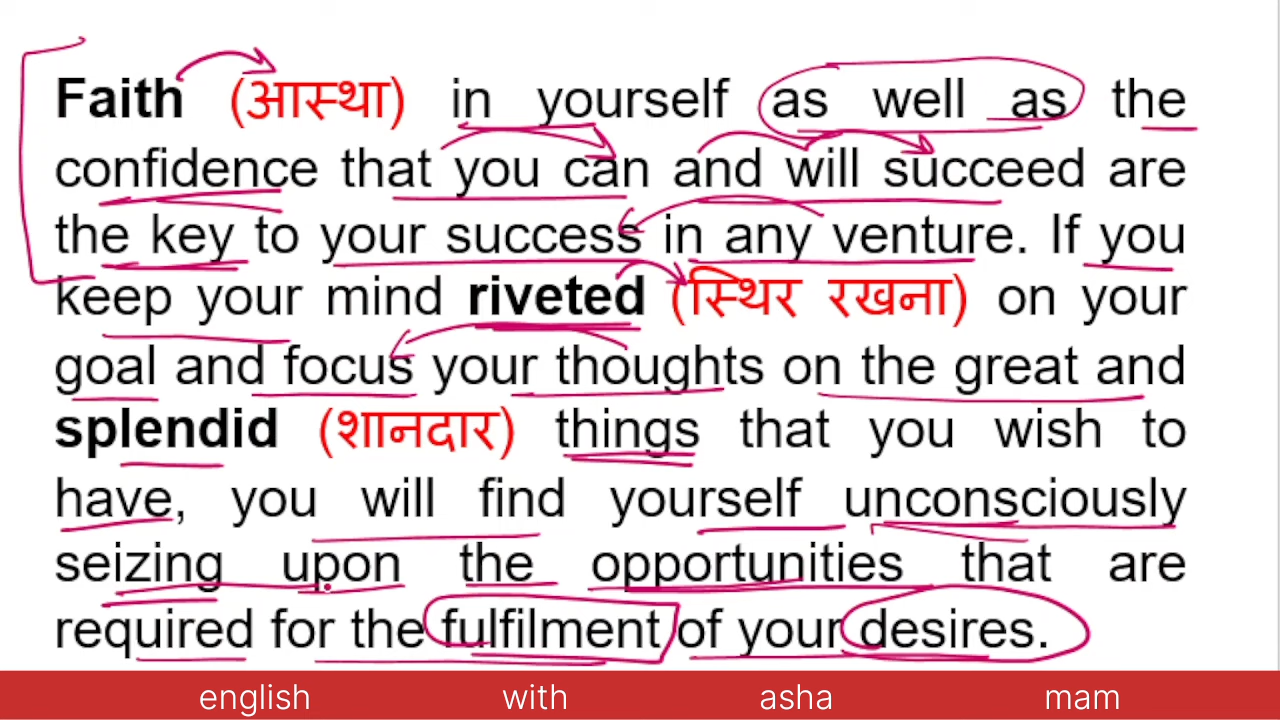 Faith (आस्था) in yourself as well as the
confidence that you can and will succeed are
the key to your success in any venture. If you
keep your mind riveted (स्थिर रखना) on your
goal and focus your thoughts on the great and
splendid (शानदार) things that you wish to
have, you will find yourself unconsciously
seizing upon the opportunities that are
required for the fulfilment of your desires.
english with asha mam